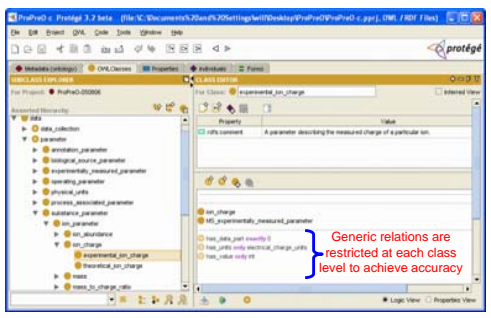 ProPreO-c Protégé 3.2 beta (file:\C:\Documents%20and%20Settings\will\Desktop\ProPreO\ProPreO-c.pprj, OWL / RDF Files)
File Edit Project OWL Code Tools Window Help
protégé
Metadata (ontology) OWLClasses Properties Individuals Forms
SUBCLASS EXPLORER
CLASS EDITOR
For Project: ProPreO-050806
For Class: experimental_ion_charge
Inferred View
Asserted Hierarchy
data
data_collection
parameter
annotation_parameter
biological_source_parameter
experimentally_measured_parameter
operating_parameter
physical_units
process_associated_parameter
substance_parameter
ion_parameter
ion_abundance
ion_charge
experimental_ion_charge
theoretical_ion_charge
mass
mass_to_charge_ratio
Property Value
rdfs:comment A parameter describing the measured charge of a particular ion.
ion_charge
MS_experimentally_measured_parameter
has_data_part exactly 0
has_units only electrical_charge_units
has_value only int
Generic relations are
restricted at each class
level to achieve accuracy
Logic View Properties View